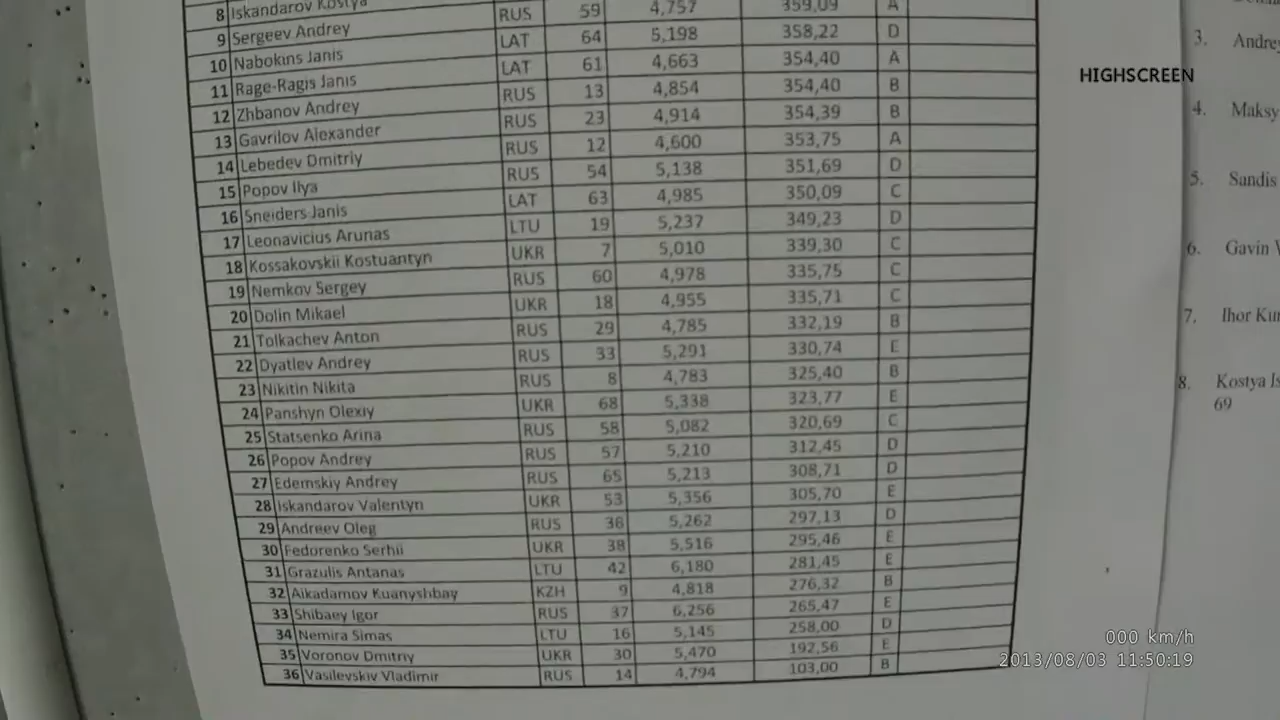 8 Iskandarov Kostya
9 Sergeev Andrey RUS 59 4,757 359,09 A
10 Nabokins Janis LAT 64 5,198 358,22 D
11 Rage-Ragis Janis LAT 61 4,663 354,40 A
12 Zhbanov Andrey RUS 13 4,854 354,40 B
13 Gavrilov Alexander RUS 23 4,914 354,39 B
14 Lebedev Dmitriy RUS 12 4,600 353,75 A
15 Popov Ilya RUS 54 5,138 351,69 D
16 Sneiders Janis LAT 63 4,985 350,09 C
17 Leonavicius Arunas LTU 19 5,237 349,23 D
18 Kossakovskii Kostuantyn UKR 7 5,010 339,30 C
19 Nemkov Sergey RUS 60 4,978 335,75 C
20 Dolin Mikael UKR 18 4,955 335,71 C
21 Tolkachev Anton RUS 29 4,785 332,19 B
22 Dyatlev Andrey RUS 33 5,291 330,74 E
23 Nikitin Nikita RUS 8 4,783 325,40 B
24 Panshyn Olexiy UKR 68 5,338 323,77 E
25 Statsenko Arina RUS 58 5,082 320,69 C
26 Popov Andrey RUS 57 5,210 312,45 D
27 Edemskiy Andrey RUS 65 5,213 308,71 D
28 Iskandarov Valentyn UKR 53 5,356 305,70 E
29 Andreev Oleg RUS 36 5,262 297,13 D
30 Fedorenko Serhii UKR 38 5,516 295,46 E
31 Grazulis Antanas LTU 42 6,180 281,45 E
32 Aikadamov Kuanyshbay KZH 9 4,818 276,32 B
33 Shibaev Igor RUS 37 6,256 265,47 E
34 Nemira Simas LTU 16 5,145 258,00 D
35 Voronov Dmitriy UKR 30 5,470 192,56 E
36 Vasilevskiy Vladimir RUS 14 4,794 103,00 B
3. Andrey
4. Maksy
5. Sandis
6. Gavin
7. Ihor Kur
8. Kostya Is
69
HIGHSCREEN
000 km/h
2013/08/03 11:50:19